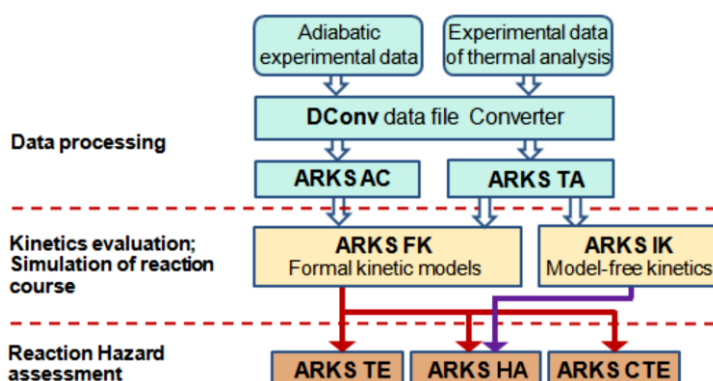 Adiabatic
experimental data
Experimental data
of thermal analysis
DConv data file Converter
Data processing
ARKS AC
ARKS TA
Kinetics evaluation;
Simulation of reaction
course
ARKS FK
Formal kinetic models
ARKS IK
Model-free kinetics
Reaction Hazard
assessment
ARKS TE
ARKS HA
ARKS CTE